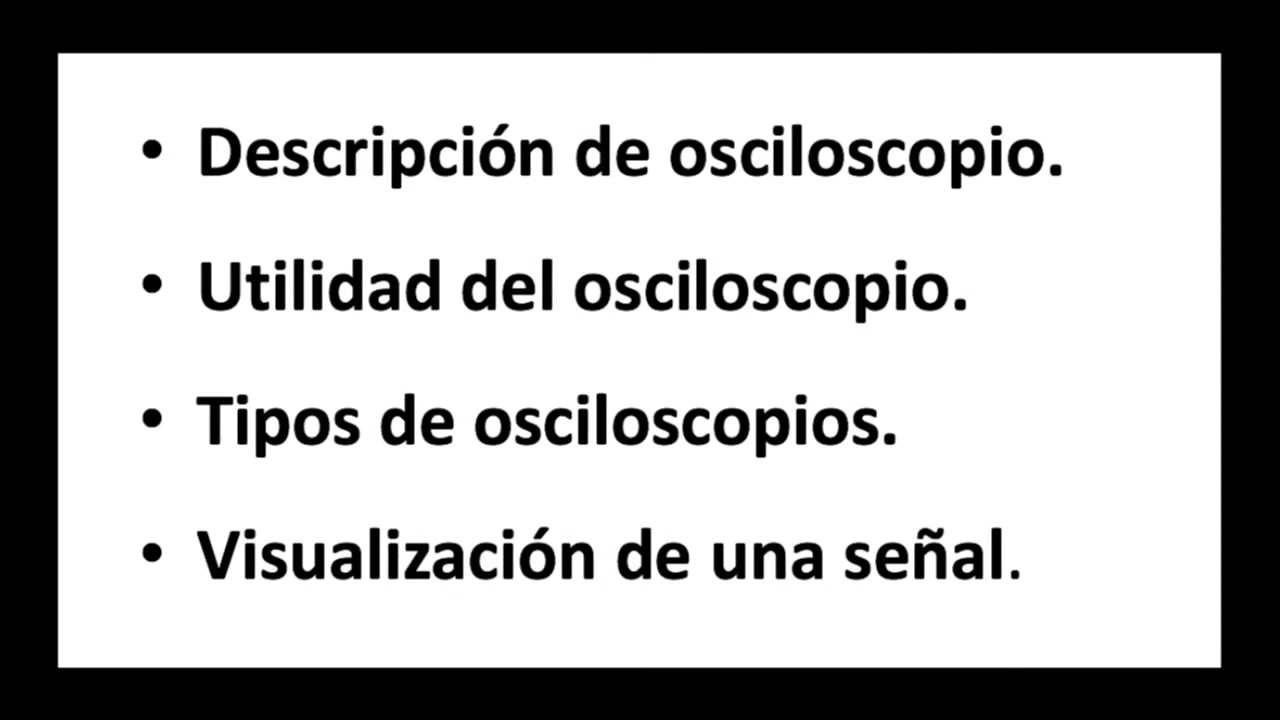 • Descripción de osciloscopio.
• Utilidad del osciloscopio.
• Tipos de osciloscopios.
• Visualización de una señal.